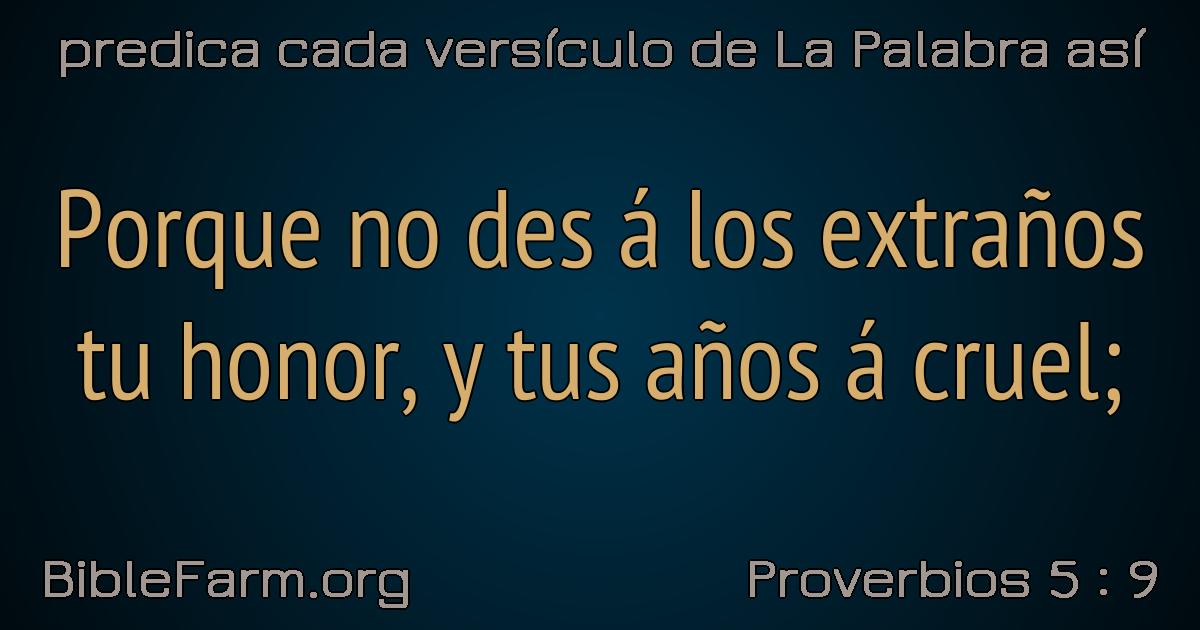 predica cada versículo de La Palabra así
Porque no des á los extraños
tu honor, y tus años á cruel;
BibleFarm.org
Proverbios 5 : 9